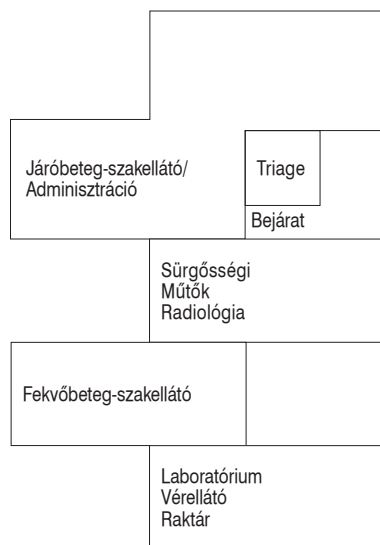 Járóbeteg-szakellátó/
Adminisztráció
Triage
Bejárat
Sürgősségi
Műtők
Radiológia
Fekvőbeteg-szakellátó
Laboratórium
Vérellátó
Raktár